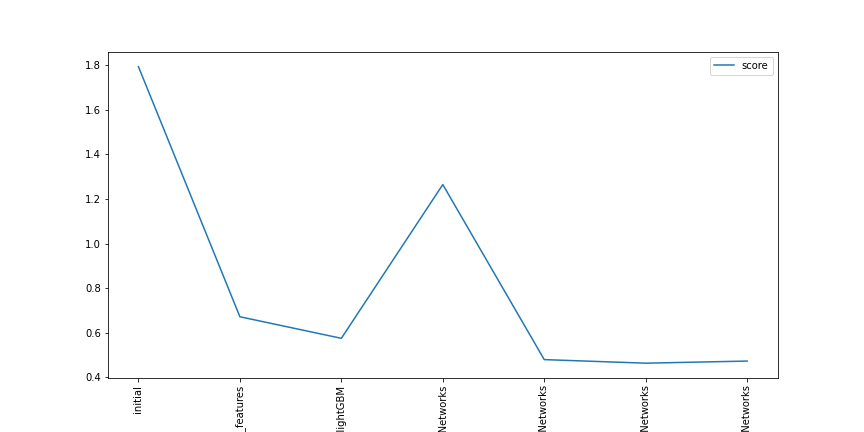 score
1.8
1.6
1.4
1.2
1.0
0.8
0.6
0.4
initial
_features
lightGBM
Networks
Networks
Networks
Networks